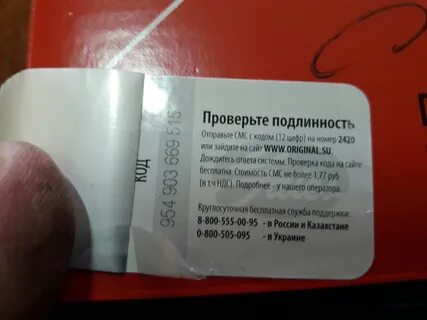 Проверьте подлинность
Отправьте СМС с кодом (12 цифр) на номер 2420
или зайдите на сайт WWW.ORIGINAL.SU.
Дождитесь ответа системы. Проверка кода на сайте
бесплатна. Стоимость СМС не более 1,77 руб
(в т.ч НДС). Подробнее - у вашего оператора.
Круглосуточная бесплатная служба поддержки:
8-800-555-00-95 - в России и Казахстане
0-800-505-095 - в Украине
КОД
954 903 669 515